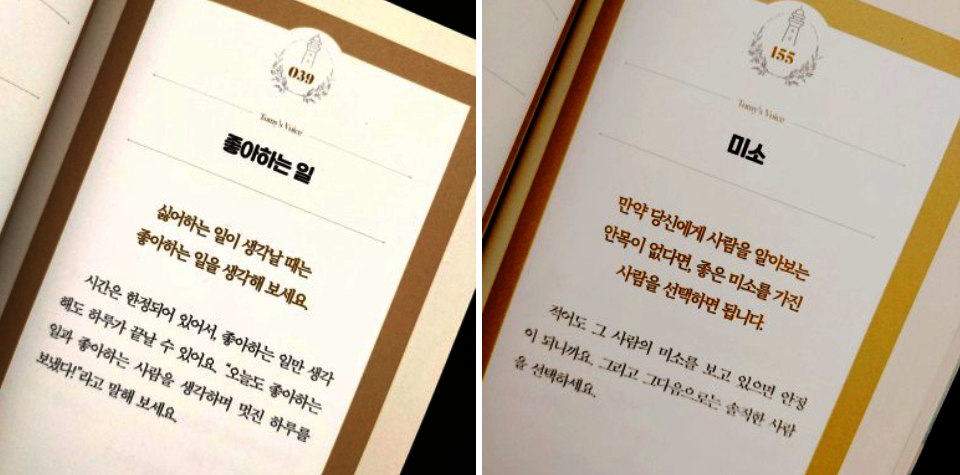 039
Tomy's Voice
좋아하는 일
싫어하는 일이 생각날 때는
좋아하는 일을 생각해 보세요.
시간은 한정되어 있어서, 좋아하는 일만 생각
해도 하루가 끝날 수 있어요. "오늘도 좋아하는
일과 좋아하는 사람을 생각하며 멋진 하루를
보냈다!"라고 말해 보세요.
155
Tomy's Voice
미소
만약 당신에게 사람을 알아보는
안목이 없다면, 좋은 미소를 가진
사람을 선택하면 됩니다.
적어도 그 사람의 미소를 보고 있으면 안정
이 되니까요. 그리고 그다음으로는 솔직한 사람
을 선택하세요.